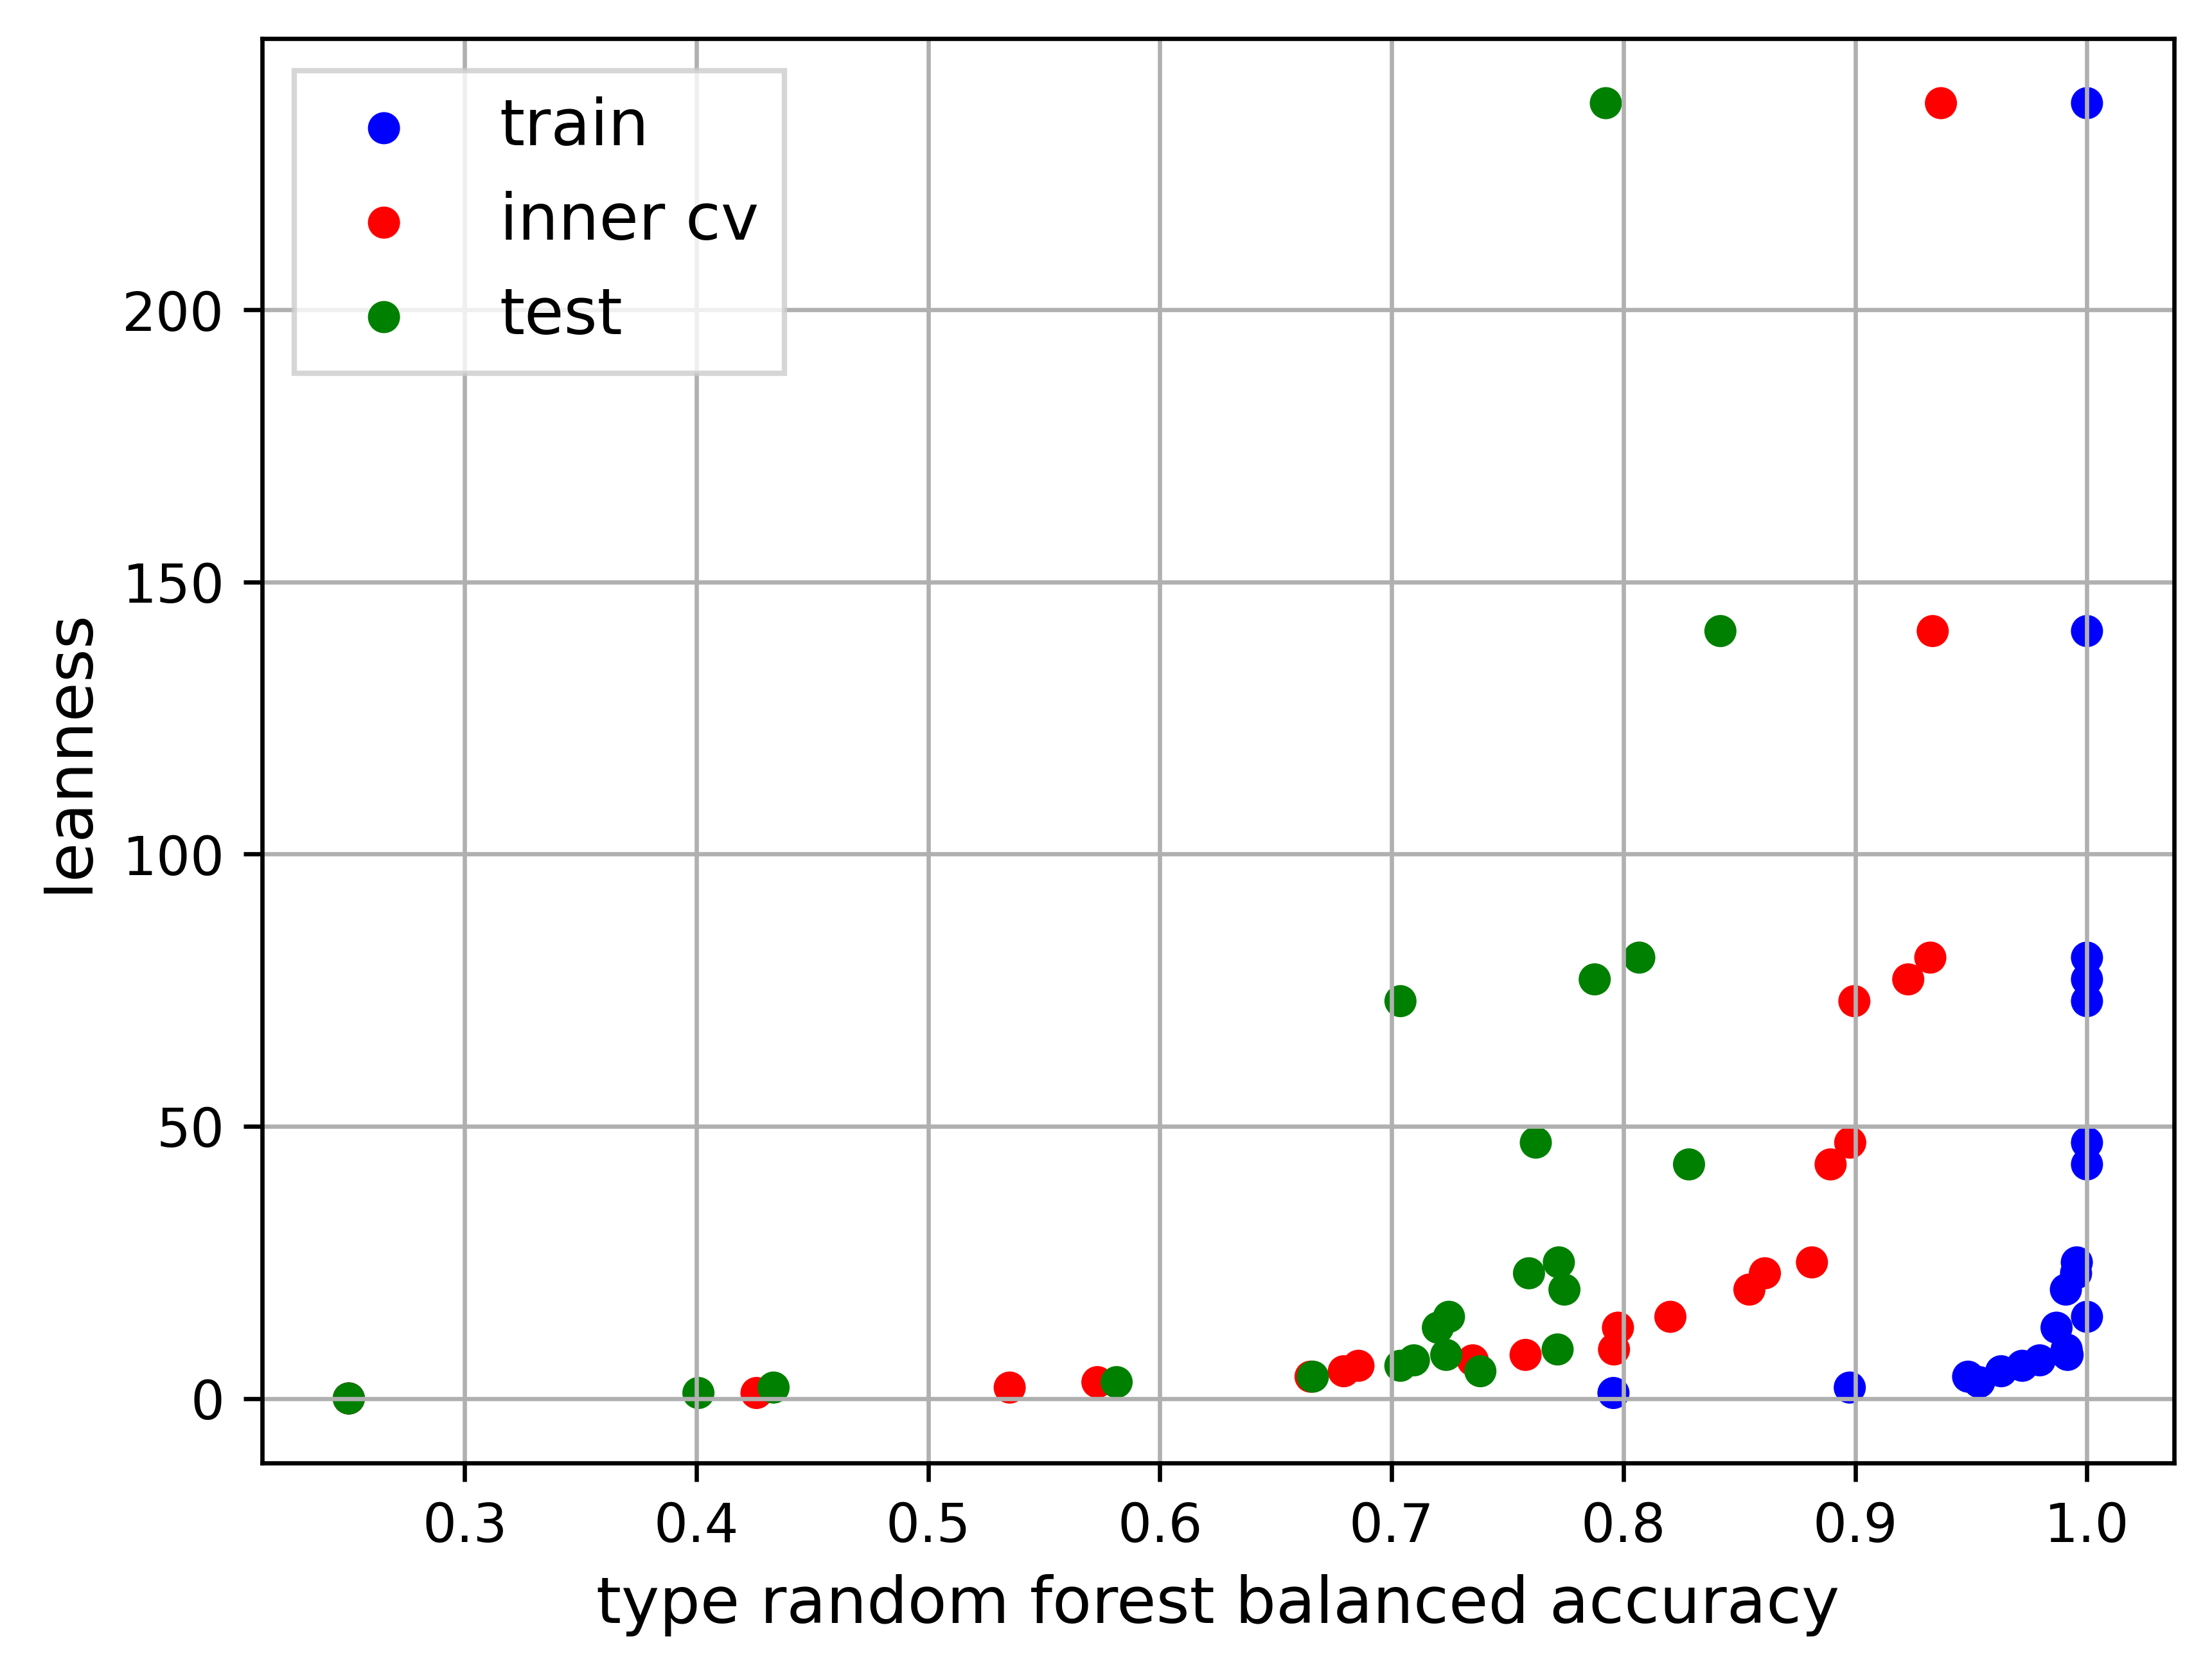 train
inner cv
test
200
150
100
50
0
leanness
0.3 0.4 0.5 0.6 0.7 0.8 0.9 1.0
type random forest balanced accuracy